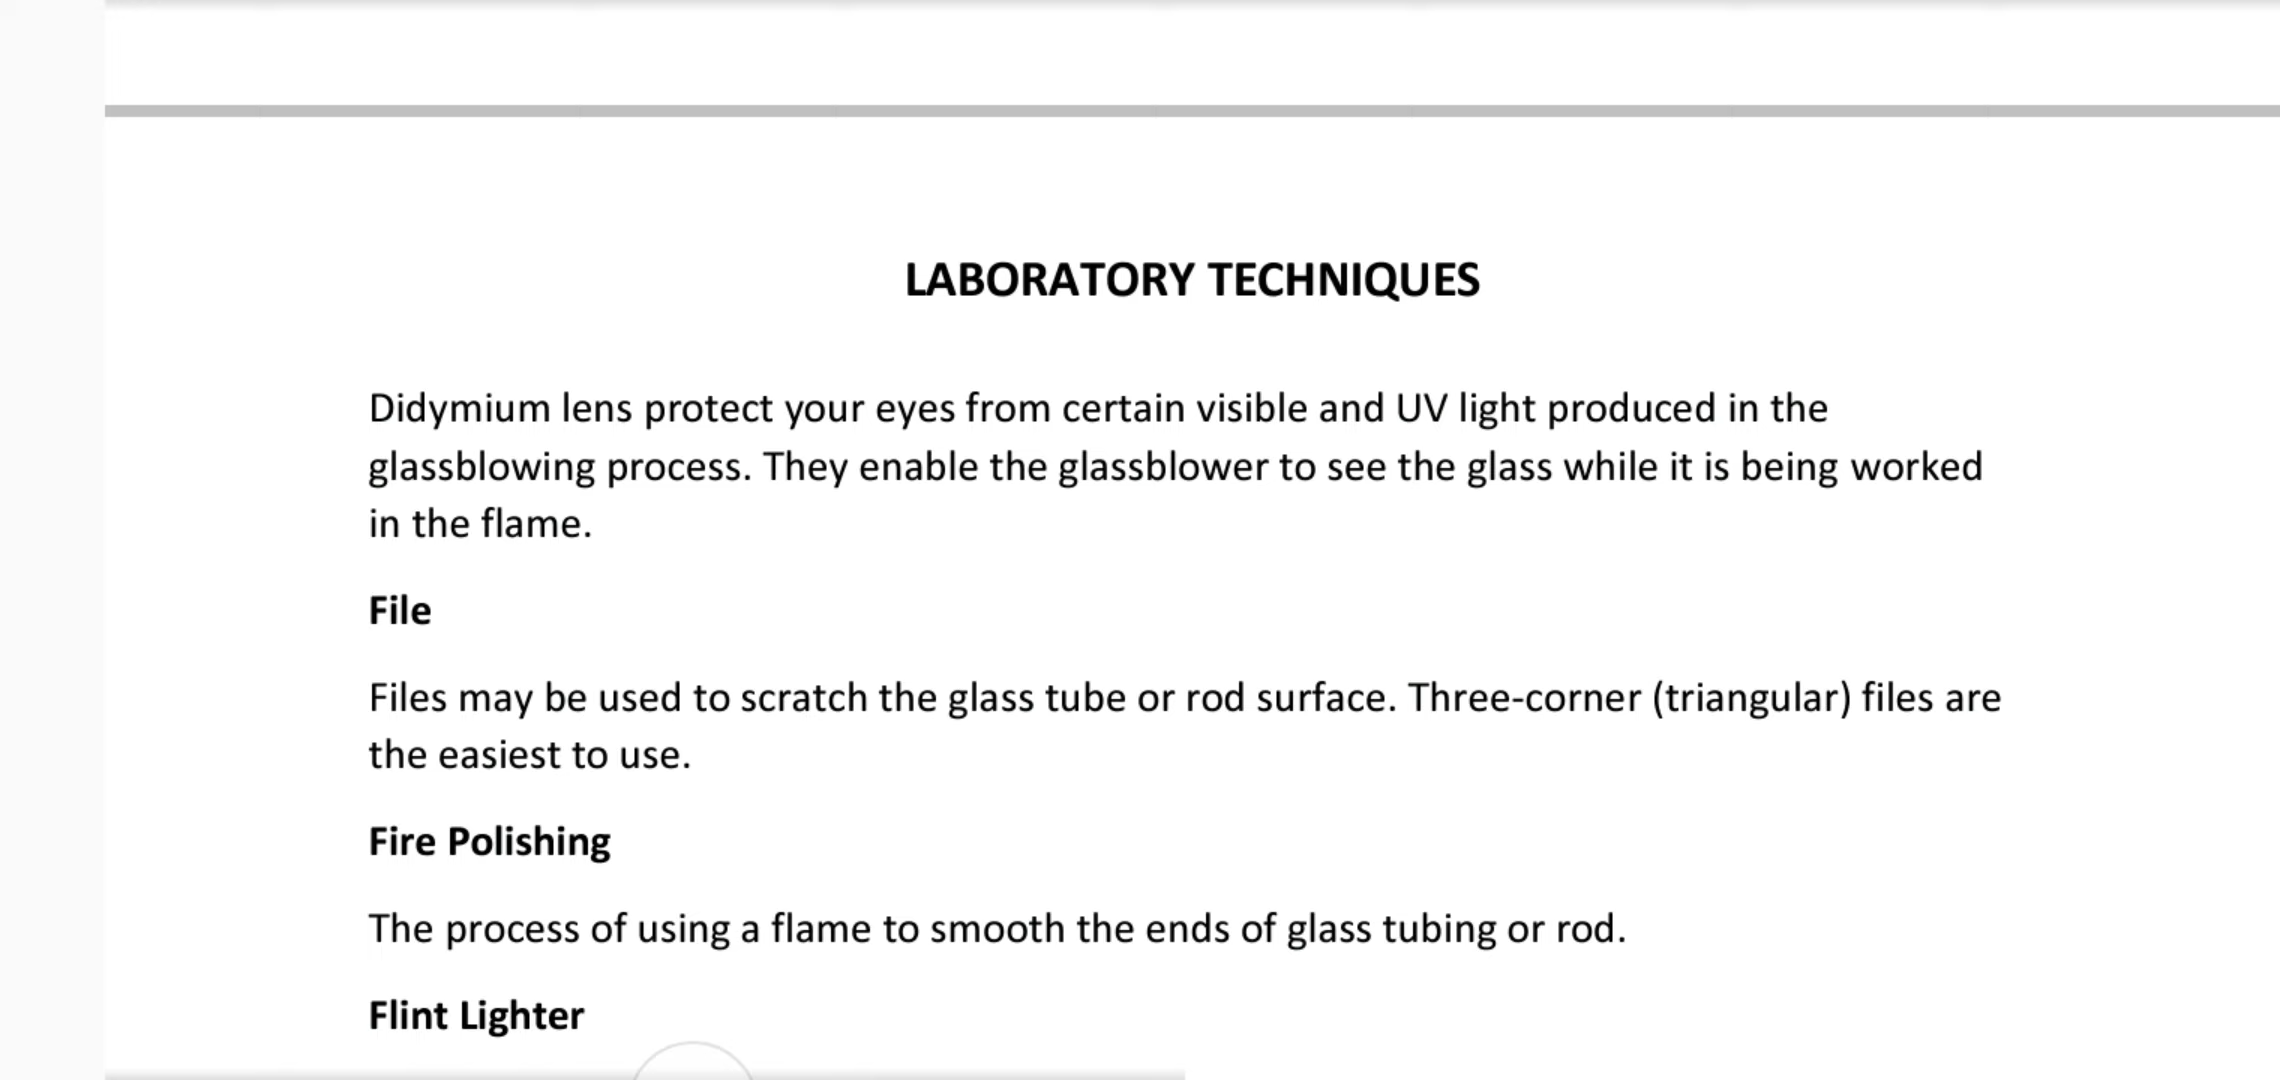 LABORATORY TECHNIQUES
Didymium lens protect your eyes from certain visible and UV light produced in the
glassblowing process. They enable the glassblower to see the glass while it is being worked
in the flame.
File
Files may be used to scratch the glass tube or rod surface. Three-corner (triangular) files are
the easiest to use.
Fire Polishing
The process of using a flame to smooth the ends of glass tubing or rod.
Flint Lighter